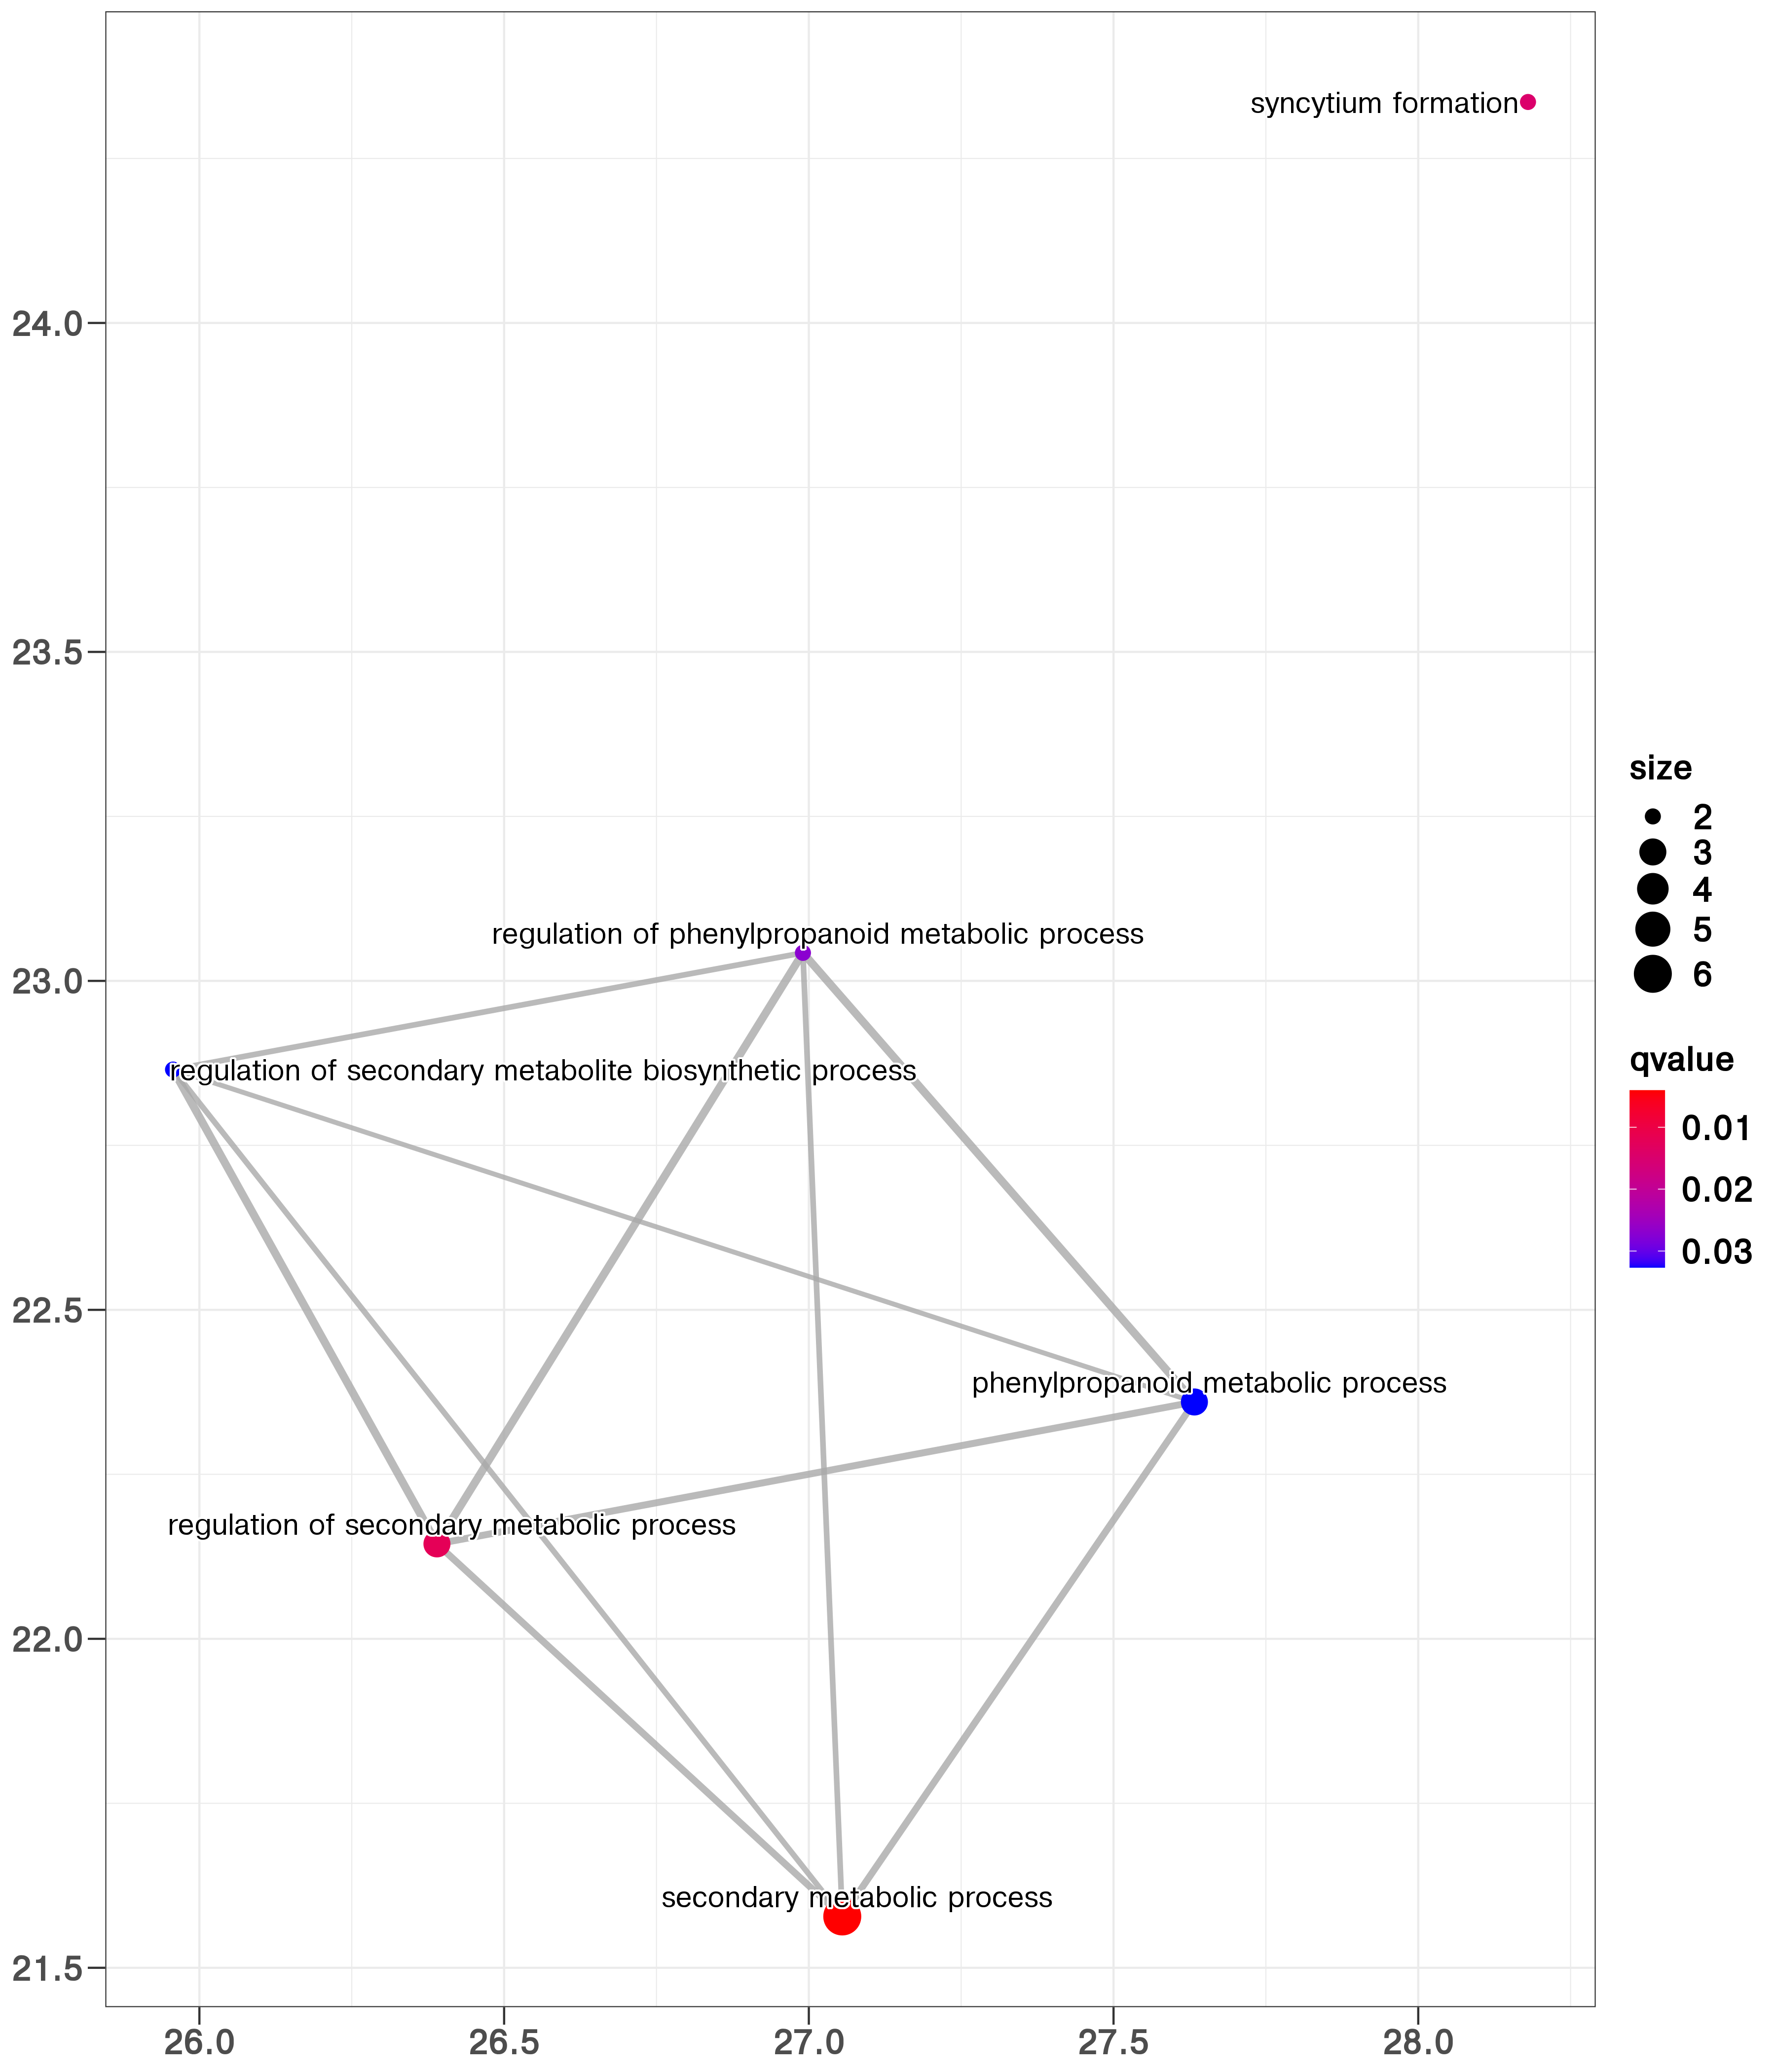 syncytium formation
24.0
23.5
regulation of phenylpropanoid metabolic process
23.0
regulation of secondary metabolite biosynthetic process
22.5
phenylpropanoid metabolic process
regulation of secondary metabolic process
22.0
secondary metabolic process
21.5
26.0 26.5 27.0 27.5 28.0
size
2
3
4
5
6
qvalue
0.01
0.02
0.03